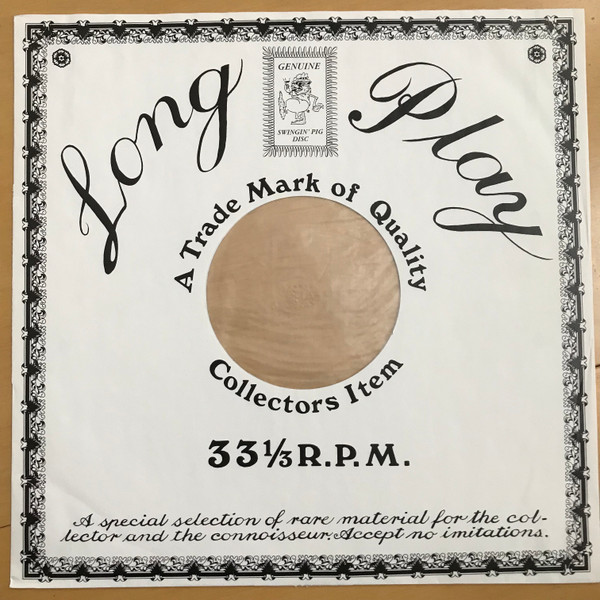 Long Play
GENUINE
SWINGIN' PIG
DISC
A Trade Mark of Quality
Collectors Item
33⅓ R.P.M.
A special selection of rare material for the col-
lector and the connoisseur. Accept no imitations.